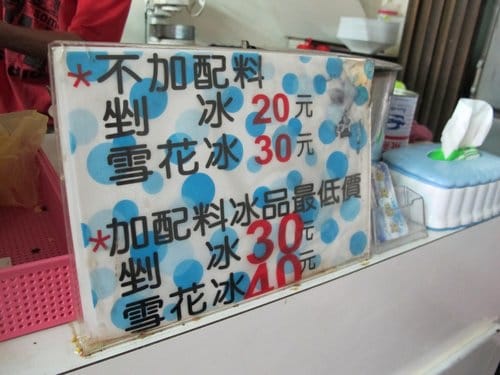 *不加配料
剉 冰 20元
雪花冰 30元
*加配料冰品最低價
剉 冰 30元
雪花冰 40元